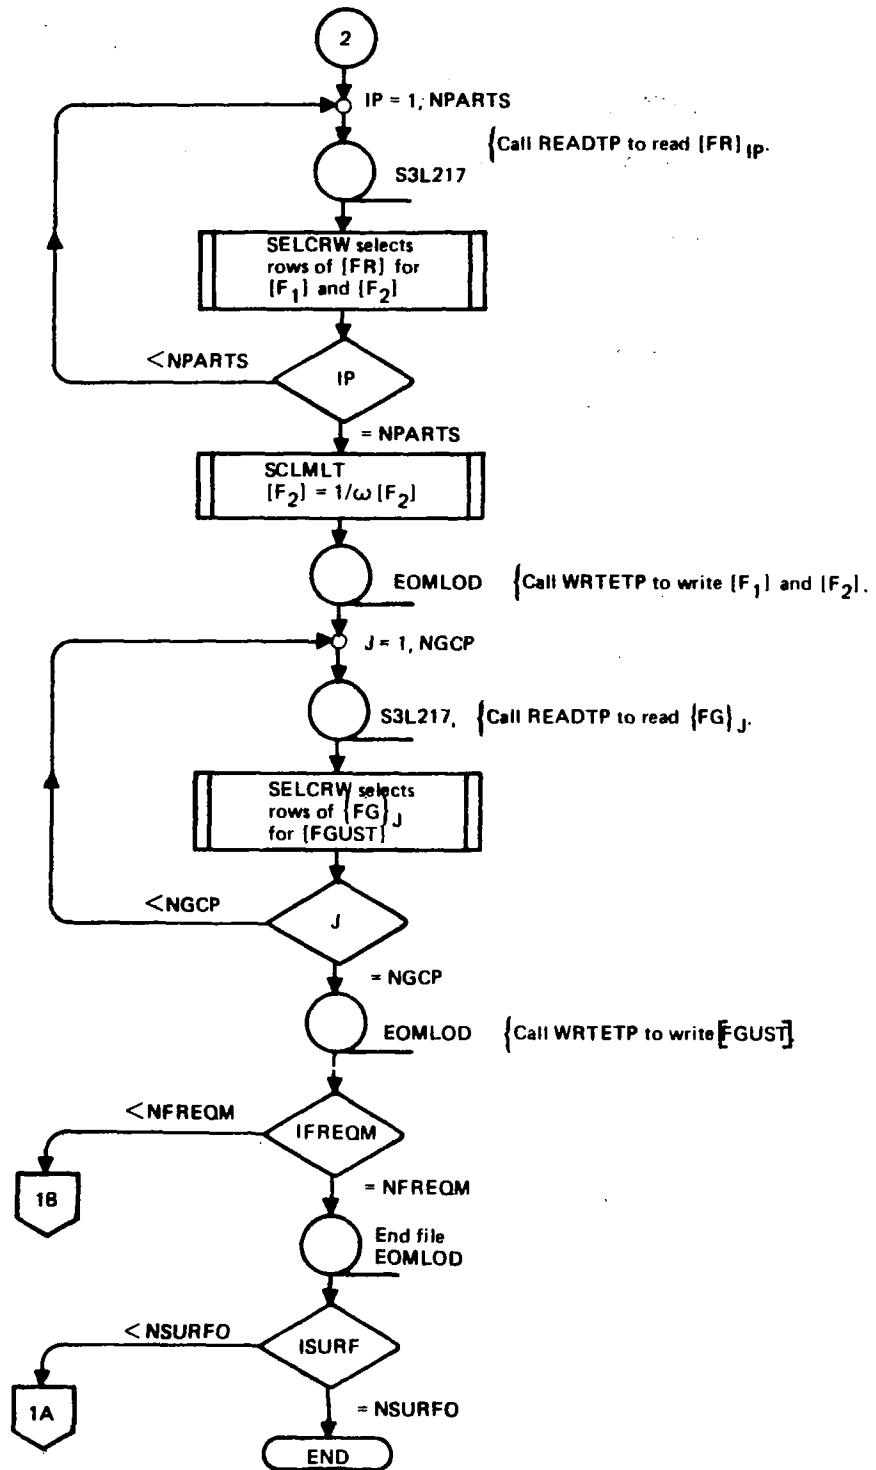 2
IP = 1, NPARTS
{Call READTP to read [FR]IP.
S3L217
SELCRW selects
rows of [FR] for
[F1] and [F2]
<NPARTS
IP
= NPARTS
SCLMLT
[F2] = 1/ω [F2]
EOMLOD {Call WRTETP to write [F1] and [F2].
J = 1, NGCP
S3L217, {Call READTP to read {FG}J.
SELCRW selects
rows of {FG}J
for [FGUST]
<NGCP
J
= NGCP
EOMLOD {Call WRTETP to write [FGUST]
<NFREQM
IFREQM
1B
= NFREQM
End file
EOMLOD
<NSURFO
ISURF
1A
= NSURFO
END